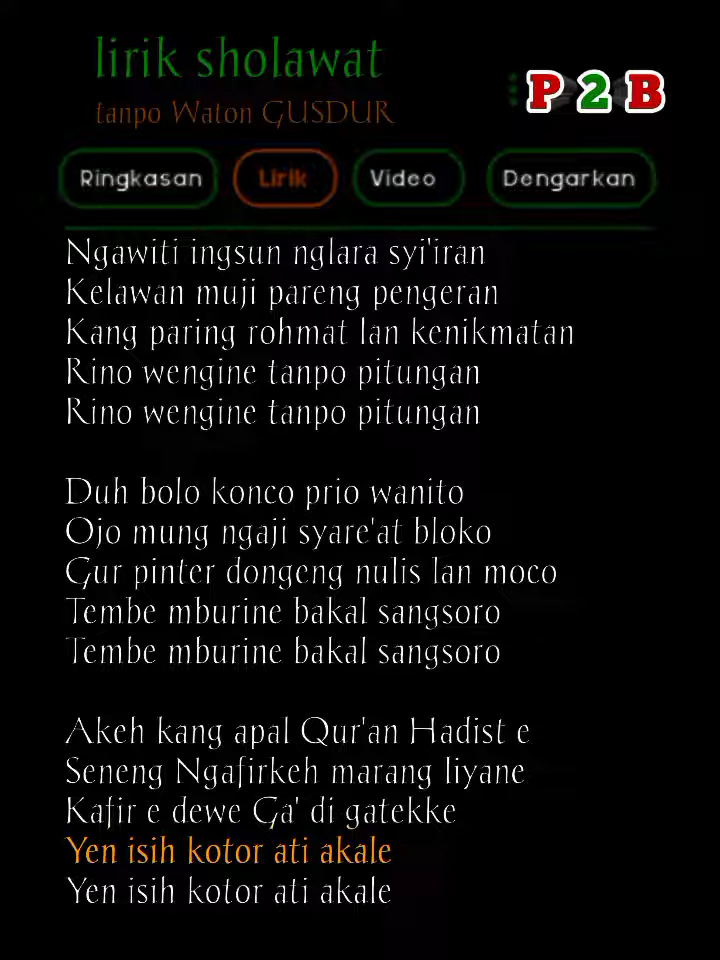 lirik sholawat
tanpo Waton GUSDUR
P 2 B
Ringkasan Lirik Video Dengarkan
Ngawiti ingsun nglara syi'iran
Kelawan muji pareng pengeran
Kang paring rohmat lan kenikmatan
Rino wengine tanpo pitungan
Rino wengine tanpo pitungan
Duh bolo konco prio wanito
Ojo mung ngaji syare'at bloko
Gur pinter dongeng nulis lan moco
Tembe mburine bakal sangsoro
Tembe mburine bakal sangsoro
Akeh kang apal Qur'an Hadist e
Seneng Ngafirkeh marang liyane
Kafir e dewe Ga' di gatekke
Yen isih kotor ati akale
Yen isih kotor ati akale